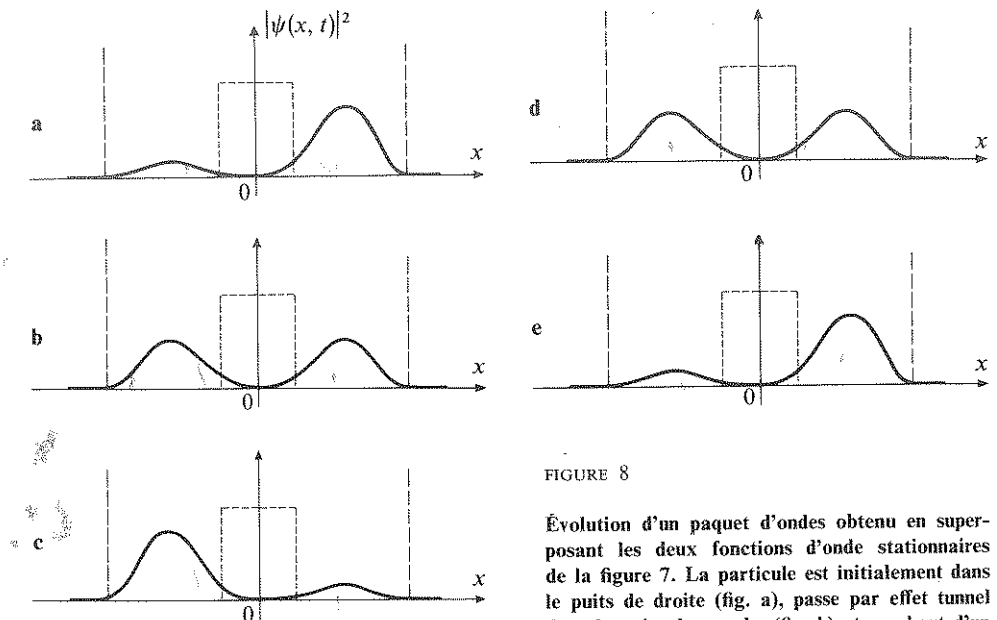 |ψ(x, t)|²
a
x
0
b
x
0
c
x
0
d
x
0
e
x
0
FIGURE 8
Évolution d'un paquet d'ondes obtenu en super-
posant les deux fonctions d'onde stationnaires
de la figure 7. La particule est initialement dans
le puits de droite (fig. a), passe par effet tunnel